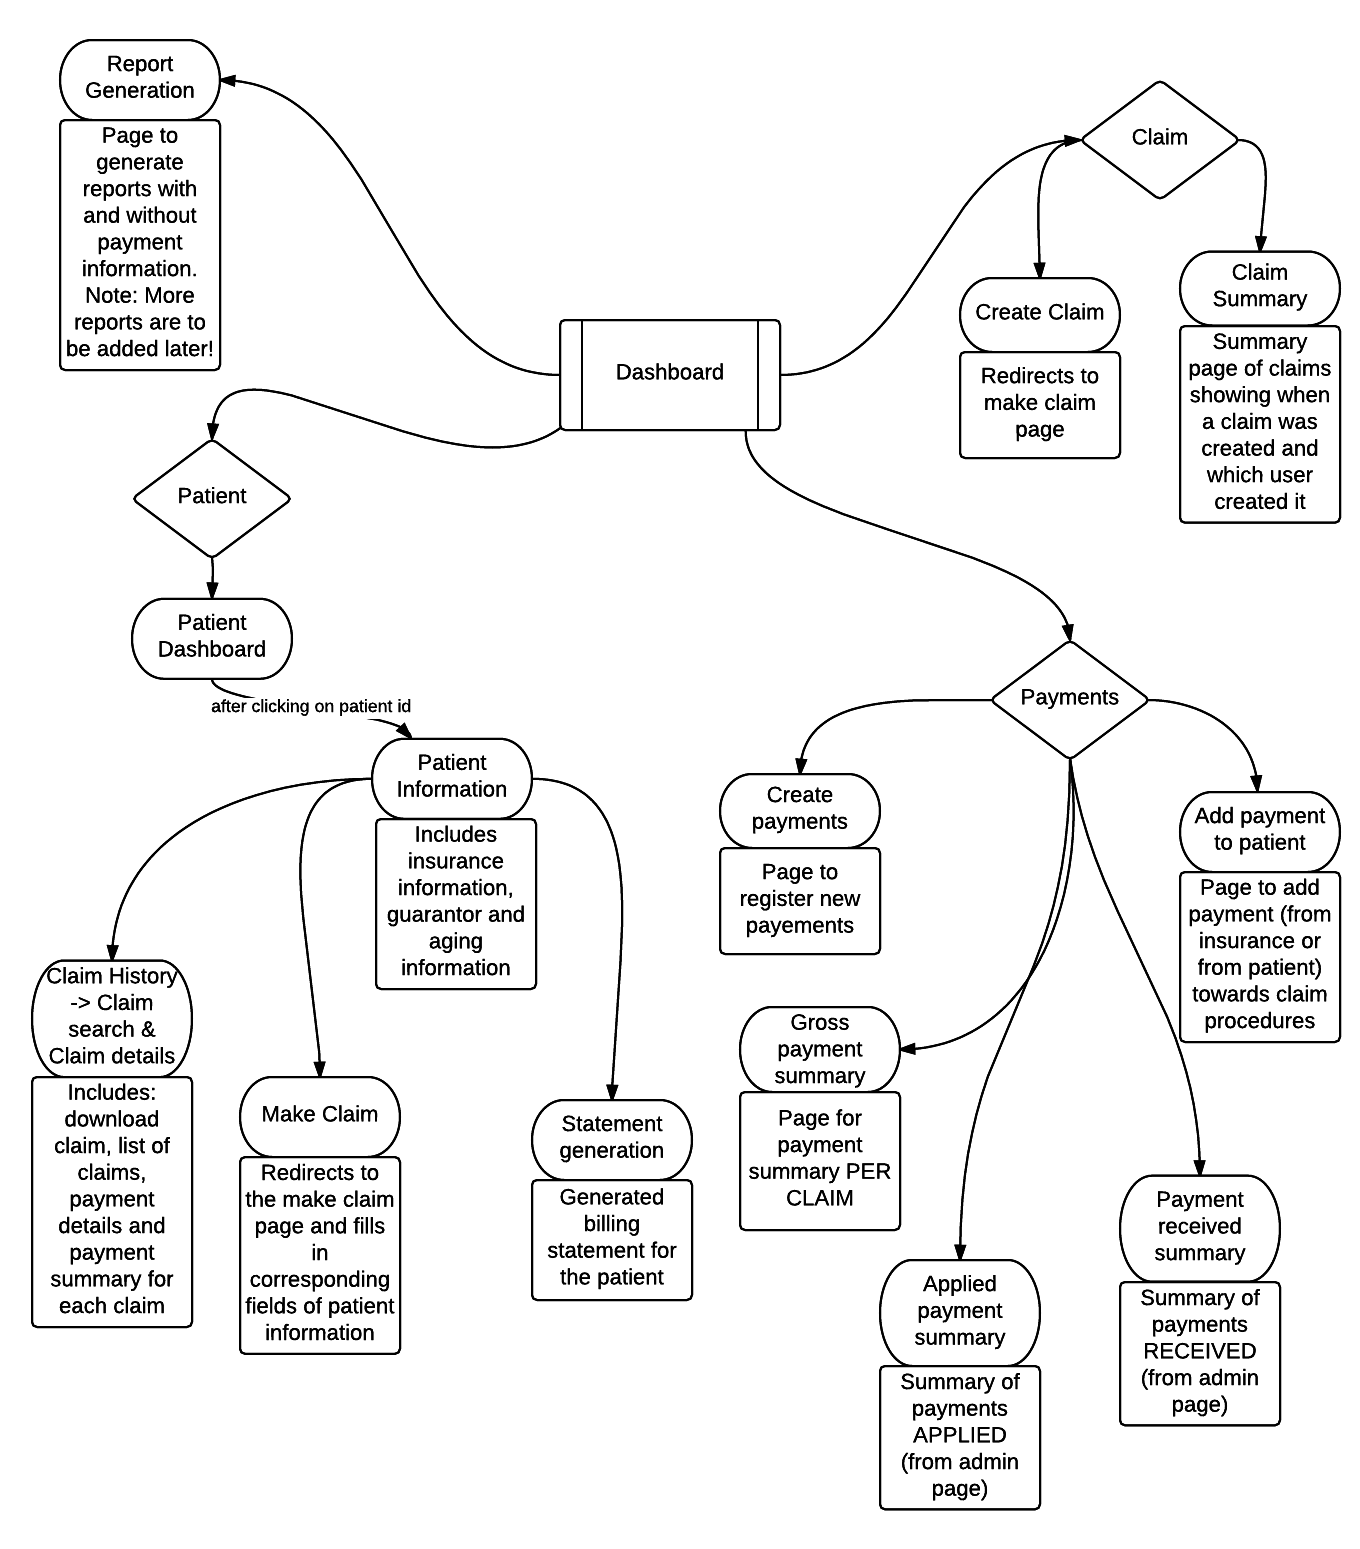 Report
Generation
Page to
generate
reports with
and without
payment
information.
Note: More
reports are to
be added later!
Claim
Create Claim
Redirects to
make claim
page
Claim
Summary
Summary
page of claims
showing when
a claim was
created and
which user
created it
Dashboard
Patient
Patient
Dashboard
after clicking on patient id
Patient
Information
Includes
insurance
information,
guarantor and
aging
information
Claim History
-> Claim
search &
Claim details
Includes:
download
claim, list of
claims,
payment
details and
payment
summary for
each claim
Make Claim
Redirects to
the make claim
page and fills
in
corresponding
fields of patient
information
Statement
generation
Generated
billing
statement for
the patient
Payments
Create
payments
Page to
register new
payements
Add payment
to patient
Page to add
payment (from
insurance or
from patient)
towards claim
procedures
Gross
payment
summary
Page for
payment
summary PER
CLAIM
Applied
payment
summary
Summary of
payments
APPLIED
(from admin
page)
Payment
received
summary
Summary of
payments
RECEIVED
(from admin
page)